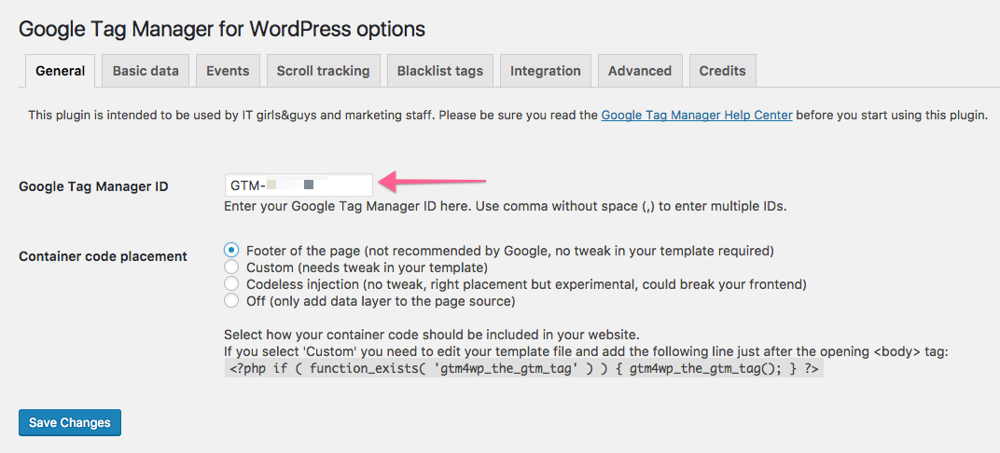 Google Tag Manager for WordPress options
General Basic data Events Scroll tracking Blacklist tags Integration Advanced Credits
This plugin is intended to be used by IT girls&guys and marketing staff. Please be sure you read the Google Tag Manager Help Center before you start using this plugin.
Google Tag Manager ID GTM-
Enter your Google Tag Manager ID here. Use comma without space (,) to enter multiple IDs.
Container code placement Footer of the page (not recommended by Google, no tweak in your template required)
Custom (needs tweak in your template)
Codeless injection (no tweak, right placement but experimental, could break your frontend)
Off (only add data layer to the page source)
Select how your container code should be included in your website.
If you select 'Custom' you need to edit your template file and add the following line just after the opening <body> tag:
<?php if ( function_exists( 'gtm4wp_the_gtm_tag' ) ) { gtm4wp_the_gtm_tag(); } ?>
Save Changes